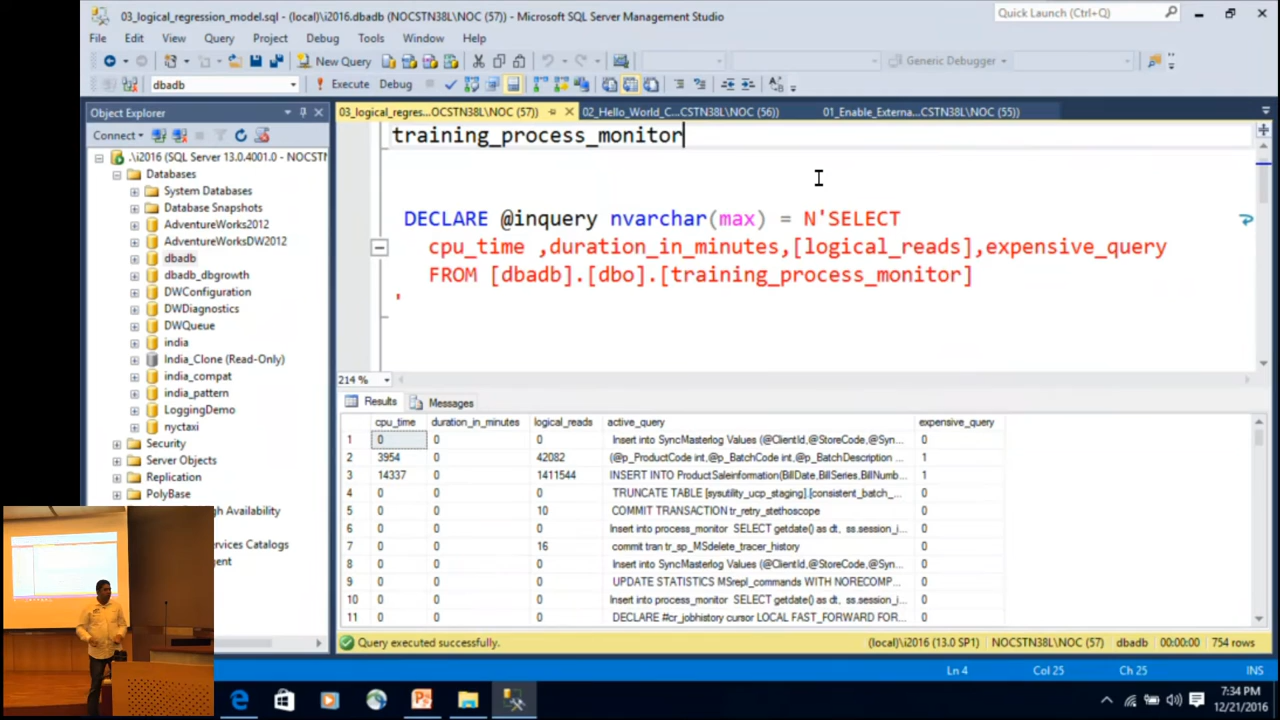 03_logical_regression_model.sql - (local)\i2016.dbadb (NOCSTN38L\NOC (57)) - Microsoft SQL Server Management Studio
Quick Launch (Ctrl+Q)
File Edit View Query Project Debug Tools Window Help
New Query
Generic Debugger
dbadb
Execute Debug
Object Explorer
03_logical_regres...OCSTN38L\NOC (57))
02_Hello_World_C...CSTN38L\NOC (56))
01_Enable_Externa...CSTN38L\NOC (55))
Connect
.\i2016 (SQL Server 13.0.4001.0 - NOCSTN
Databases
System Databases
Database Snapshots
AdventureWorks2012
AdventureWorksDW2012
dbadb
dbadb_dbgrowth
DWConfiguration
DWDiagnostics
DWQueue
india
India_Clone (Read-Only)
india_compat
india_pattern
LoggingDemo
nyctaxi
Security
Server Objects
Replication
PolyBase
gh Availability
ervices Catalogs
gent
training_process_monitor
DECLARE @inquery nvarchar(max) = N'SELECT
cpu_time ,duration_in_minutes,[logical_reads],expensive_query
FROM [dbadb].[dbo].[training_process_monitor]
'
214 %
Results Messages
cpu_time duration_in_minutes logical_reads active_query expensive_query
1 0 0 0 Insert into SyncMasterlog Values (@ClientId,@StoreCode,@Syn... 0
2 3954 0 42082 (@p_ProductCode int,@p_BatchCode int,@p_BatchDescription 1
3 14337 0 1411544 INSERT INTO ProductSaleinformation(BillDate,BillSeries,BillNumb... 1
4 0 0 0 TRUNCATE TABLE [sysutility_ucp_staging].[consistent_batch_... 0
5 0 0 10 COMMIT TRANSACTION tr_retry_stethoscope 0
6 0 0 0 Insert into process_monitor SELECT getdate() as dt, ss.session_i... 0
7 0 0 16 commit tran tr_sp_MSdelete_tracer_history 0
8 0 0 0 Insert into SyncMasterlog Values (@ClientId,@StoreCode,@Syn... 0
9 0 0 0 UPDATE STATISTICS MSrepl_commands WITH NORECOMP... 0
10 0 0 0 Insert into process_monitor SELECT getdate() as dt, ss.session_i... 0
11 0 0 0 DECLARE #cr_jobhistory cursor LOCAL FAST_FORWARD FOR... 0
Query executed successfully.
(local)\i2016 (13.0 SP1) NOCSTN38L\NOC (57) dbadb 00:00:00 754 rows
Ln 4 Col 25 Ch 25 INS
7:34 PM
12/21/2016